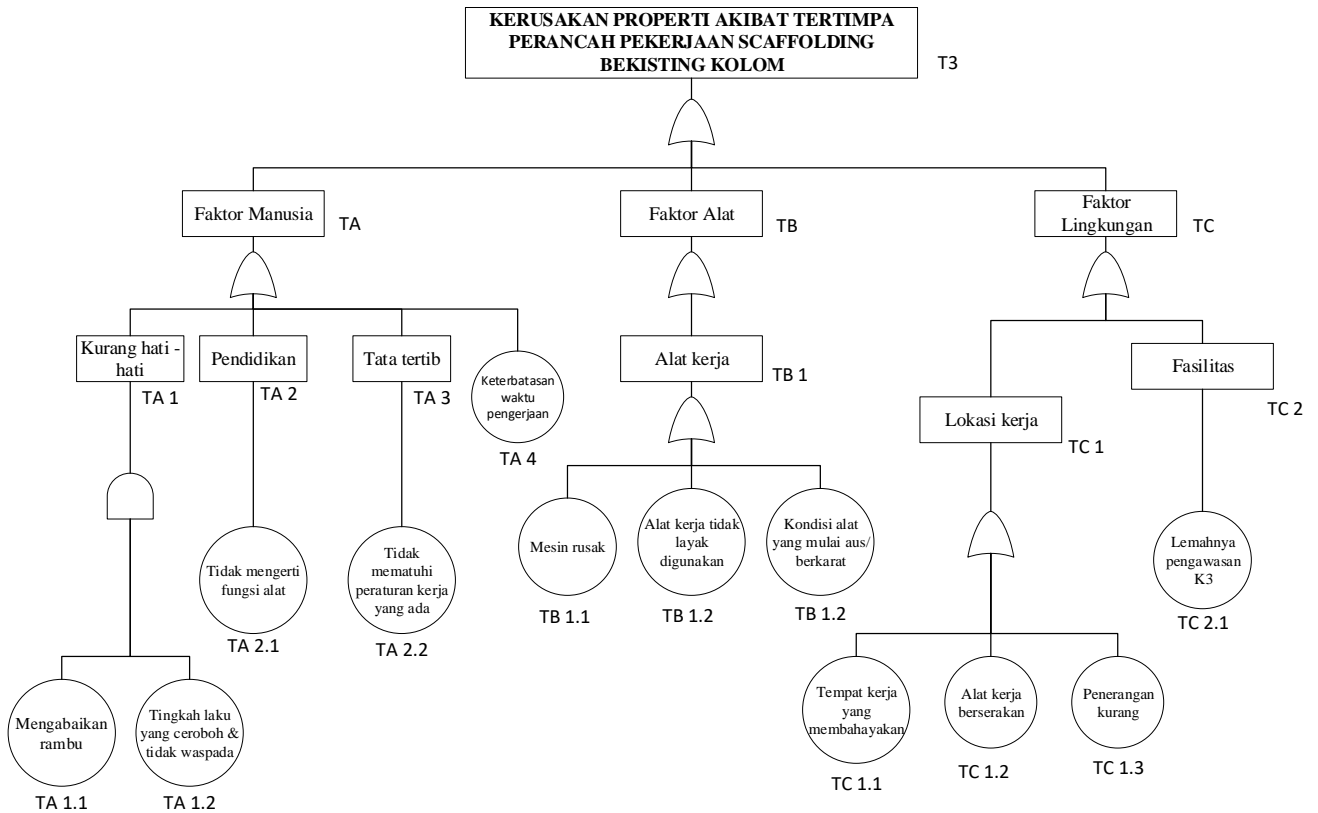 KERUSAKAN PROPERTI AKIBAT TERTIMPA
PERANCAH PEKERJAAN SCAFFOLDING
BEKISTING KOLOM
T3
Faktor Manusia
TA
Faktor Alat
TB
Faktor
Lingkungan
TC
Kurang hati -
hati
TA 1
Pendidikan
TA 2
Tata tertib
TA 3
Keterbatasan
waktu
pengerjaan
TA 4
Alat kerja
TB 1
Fasilitas
TC 2
Lokasi kerja
TC 1
Mesin rusak
TB 1.1
Alat kerja tidak
layak
digunakan
TB 1.2
Kondisi alat
yang mulai aus/
berkarat
TB 1.2
Lemahnya
pengawasan
K3
TC 2.1
Tidak mengerti
fungsi alat
TA 2.1
Tidak
mematuhi
peraturan kerja
yang ada
TA 2.2
Mengabaikan
rambu
TA 1.1
Tingkah laku
yang ceroboh &
tidak waspada
TA 1.2
Tempat kerja
yang
membahayakan
TC 1.1
Alat kerja
berserakan
TC 1.2
Penerangan
kurang
TC 1.3